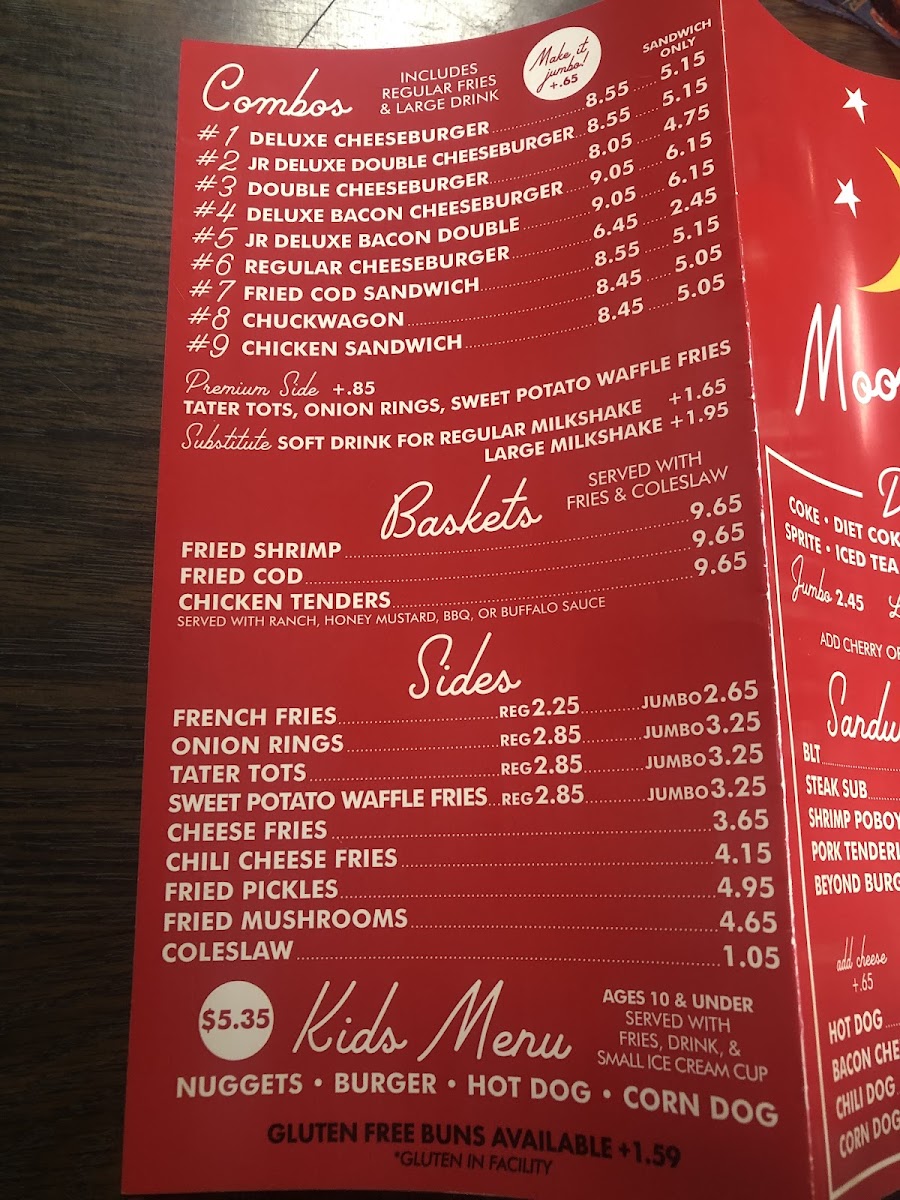 Combos
INCLUDES
REGULAR FRIES
& LARGE DRINK
Make it
jumbo!
+.65
SANDWICH
ONLY
#1 DELUXE CHEESEBURGER 8.55 5.15
#2 JR DELUXE DOUBLE CHEESEBURGER 8.55 5.15
#3 DOUBLE CHEESEBURGER 8.05 4.75
#4 DELUXE BACON CHEESEBURGER 9.05 6.15
#5 JR DELUXE BACON DOUBLE 9.05 6.15
#6 REGULAR CHEESEBURGER 6.45 2.45
#7 FRIED COD SANDWICH 8.55 5.15
#8 CHUCKWAGON 8.45 5.05
#9 CHICKEN SANDWICH 8.45 5.05
Premium Side +.85
TATER TOTS, ONION RINGS, SWEET POTATO WAFFLE FRIES
Substitute SOFT DRINK FOR REGULAR MILKSHAKE +1.65
LARGE MILKSHAKE +1.95
Baskets
SERVED WITH
FRIES & COLESLAW
FRIED SHRIMP 9.65
FRIED COD 9.65
CHICKEN TENDERS 9.65
SERVED WITH RANCH, HONEY MUSTARD, BBQ, OR BUFFALO SAUCE
Sides
FRENCH FRIES REG 2.25 JUMBO 2.65
ONION RINGS REG 2.85 JUMBO 3.25
TATER TOTS REG 2.85 JUMBO 3.25
SWEET POTATO WAFFLE FRIES REG 2.85 JUMBO 3.25
CHEESE FRIES 3.65
CHILI CHEESE FRIES 4.15
FRIED PICKLES 4.95
FRIED MUSHROOMS 4.65
COLESLAW 1.05
$5.35
Kids Menu
AGES 10 & UNDER
SERVED WITH
FRIES, DRINK, &
SMALL ICE CREAM CUP
NUGGETS • BURGER • HOT DOG • CORN DOG
GLUTEN FREE BUNS AVAILABLE +1.59
*GLUTEN IN FACILITY
Moo
COKE • DIET COK
SPRITE • ICED TEA
Jumbo 2.45
ADD CHERRY OR
Sandw
BLT
STEAK SUB
SHRIMP POBOY
PORK TENDERL
BEYOND BURG
add cheese
+.65
HOT DOG
BACON CHE
CHILI DOG
CORN DOG